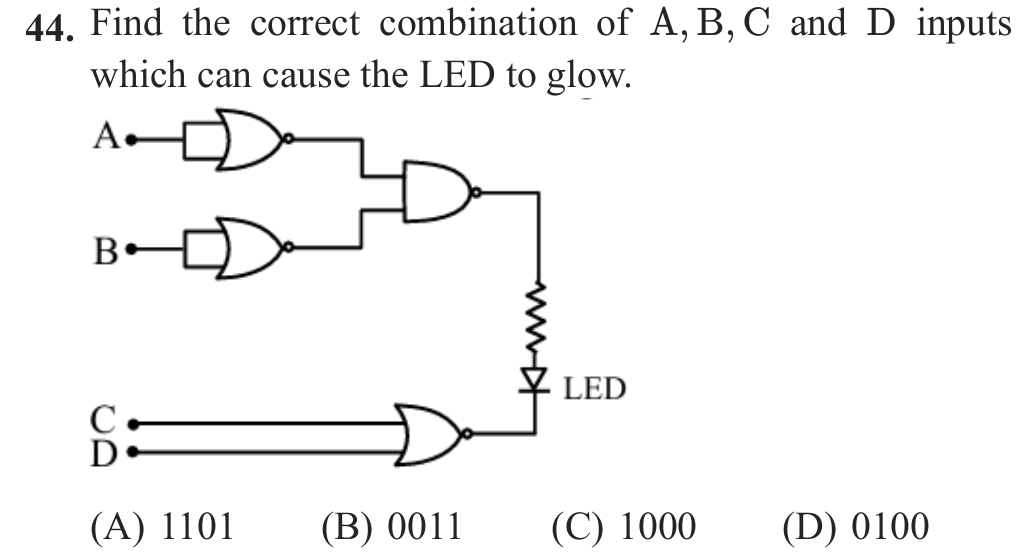 44. Find the correct combination of A, B, C and D inputs
which can cause the LED to glow.
A
B
LED
C
D
(A) 1101 (B) 0011 (C) 1000 (D) 0100